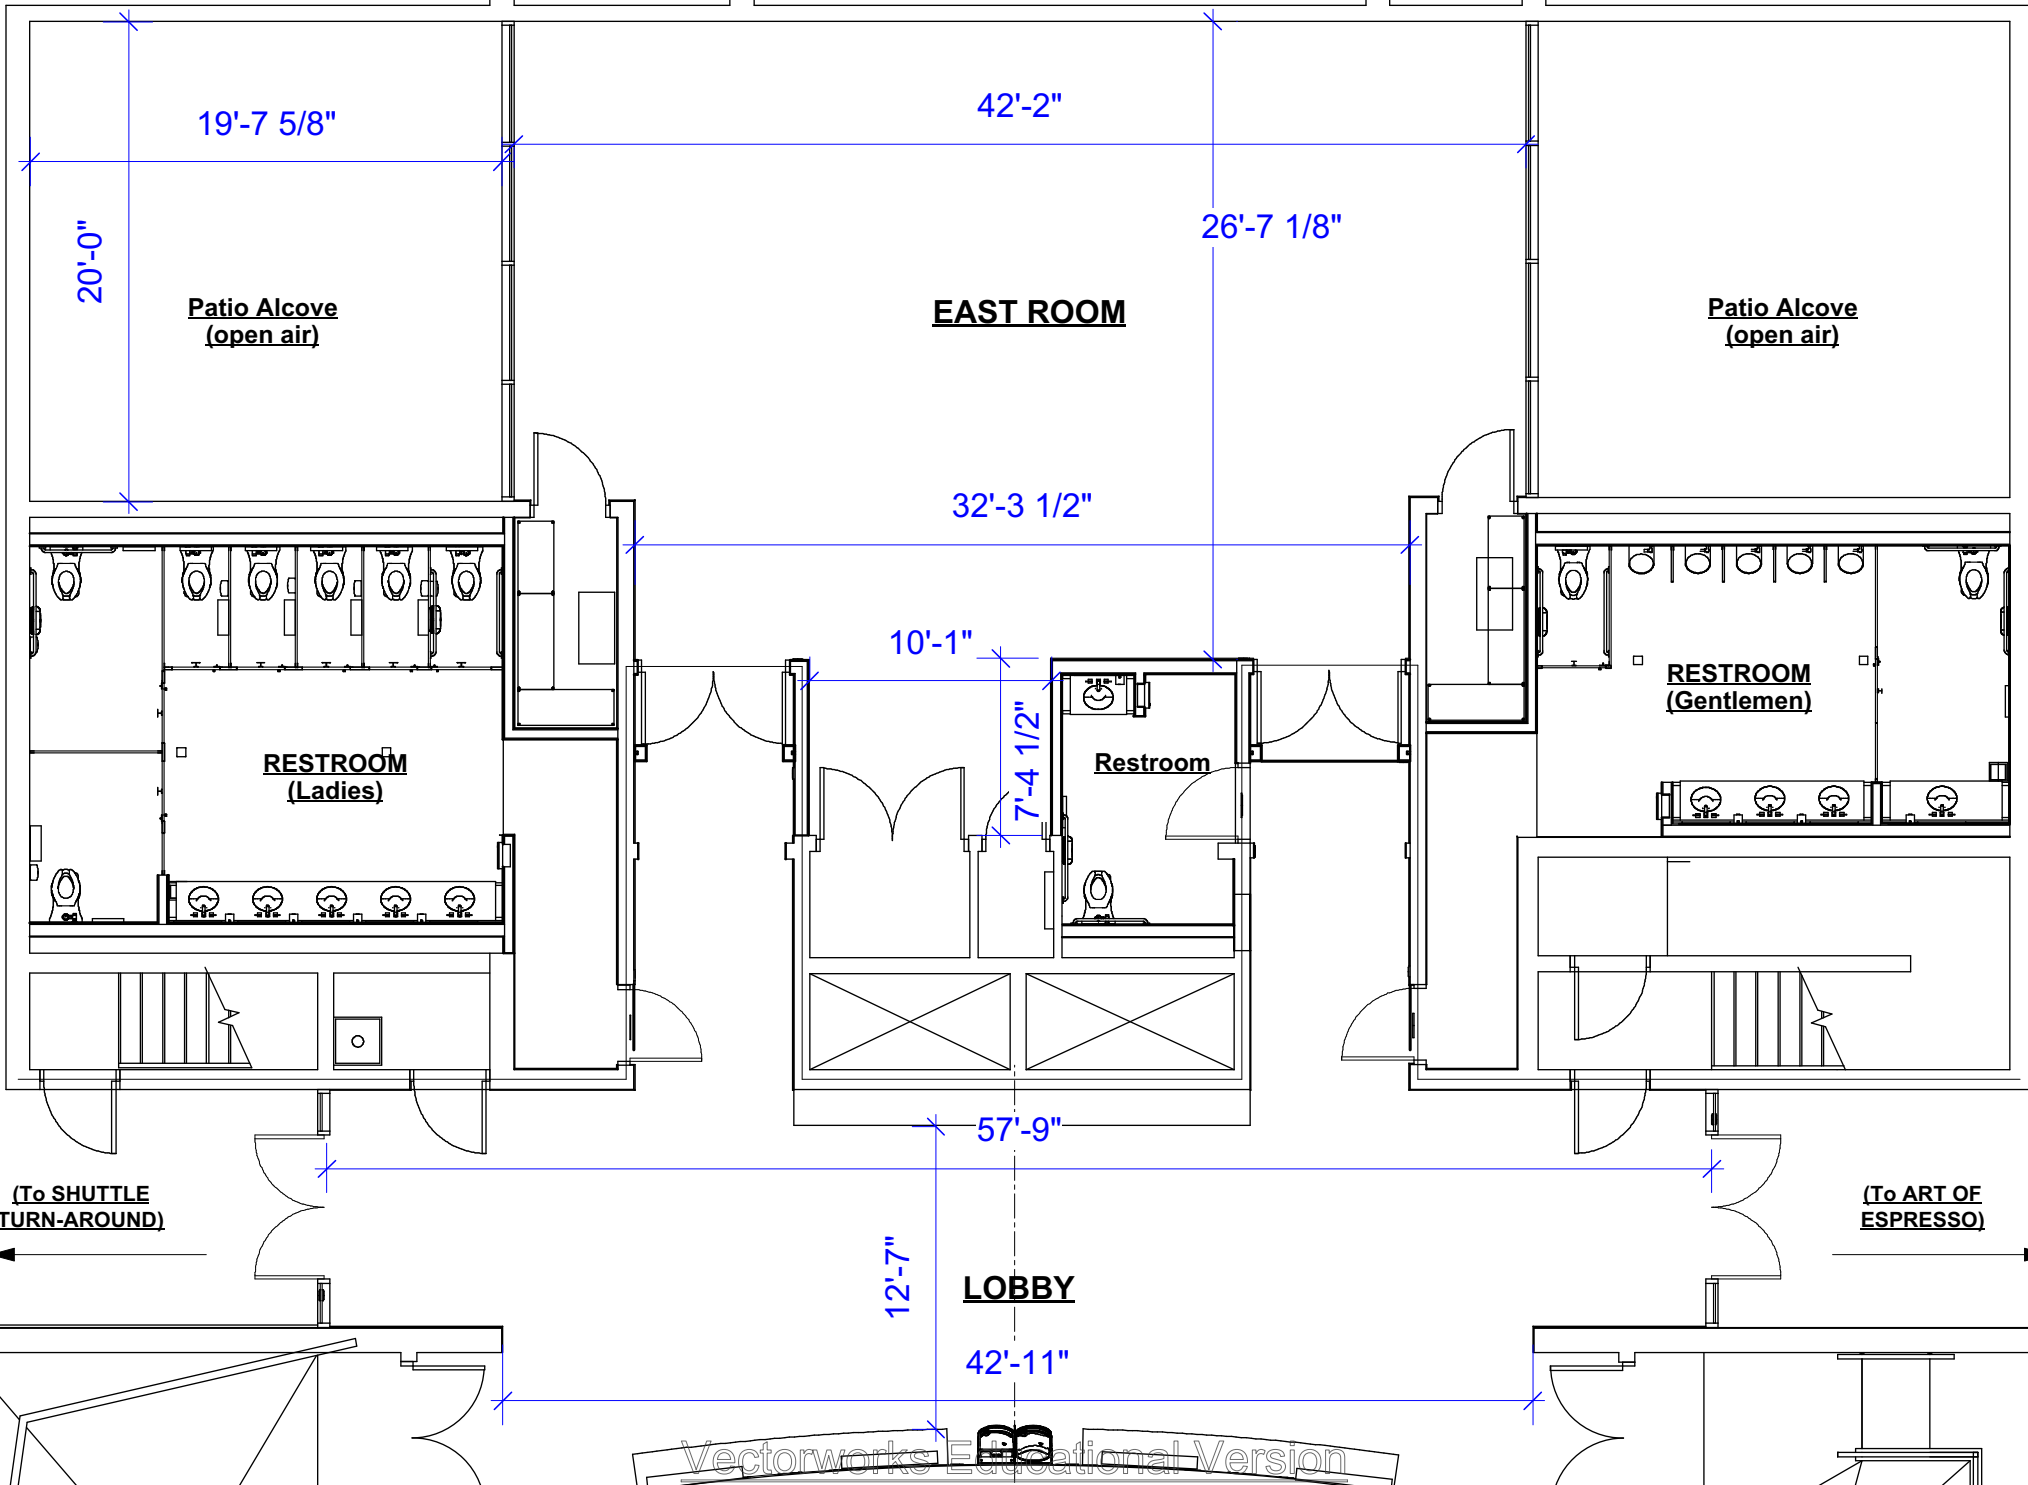 42'-2"
19'-7 5/8"
26'-7 1/8"
20'-0"
Patio Alcove
(open air)
EAST ROOM
Patio Alcove
(open air)
32'-3 1/2"
10'-1"
7'-4 1/2"
RESTROOM
(Gentlemen)
RESTROOM
(Ladies)
Restroom
57'-9"
(To SHUTTLE
TURN-AROUND)
(To ART OF
ESPRESSO)
12'-7"
LOBBY
42'-11"
Vectorworks Educational Version